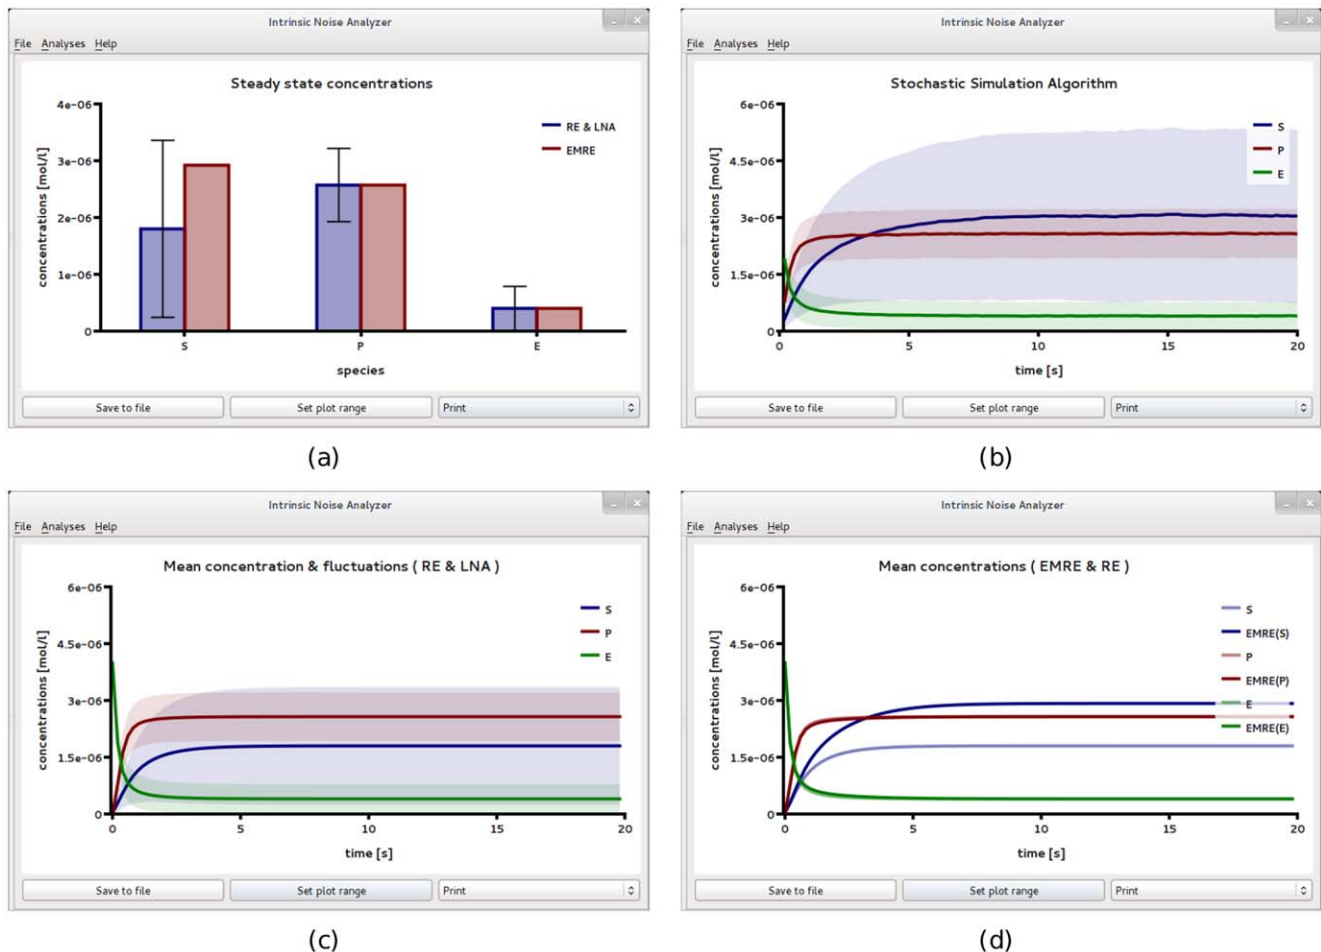 Intrinsic Noise Analyzer
File Analyses Help
Steady state concentrations
4e-06
3e-06
2e-06
1e-06
0
concentrations [mol/l]
RE & LNA
EMRE
S P E
species
Save to file Set plot range Print
(a)
Intrinsic Noise Analyzer
File Analyses Help
Stochastic Simulation Algorithm
6e-06
4.5e-06
3e-06
1.5e-06
0
concentrations [mol/l]
S
P
E
0 5 10 15 20
time [s]
Save to file Set plot range Print
(b)
Intrinsic Noise Analyzer
File Analyses Help
Mean concentration & fluctuations ( RE & LNA )
6e-06
4.5e-06
3e-06
1.5e-06
0
concentrations [mol/l]
S
P
E
0 5 10 15 20
time [s]
Save to file Set plot range Print
(c)
Intrinsic Noise Analyzer
File Analyses Help
Mean concentrations ( EMRE & RE )
6e-06
4.5e-06
3e-06
1.5e-06
0
concentrations [mol/l]
S
EMRE(S)
P
EMRE(P)
E
EMRE(E)
0 5 10 15 20
time [s]
Save to file Set plot range Print
(d)